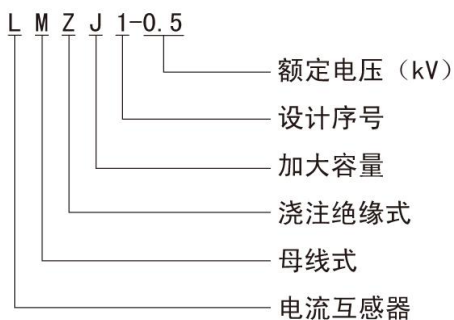 LMZJ1-0.5
额定电压（kV）
设计序号
加大容量
浇注绝缘式
母线式
电流互感器